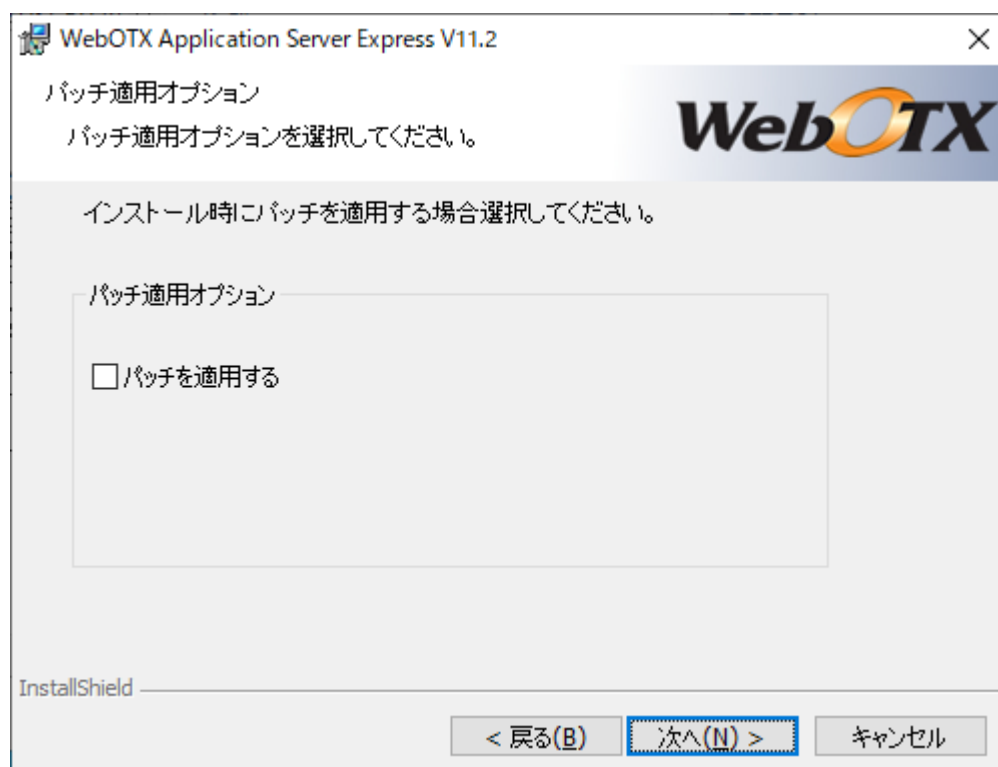 WebOTX Application Server Express V11.2
パッチ適用オプション
パッチ適用オプションを選択してください。
WebOTX
インストール時にパッチを適用する場合選択してください。
パッチ適用オプション
パッチを適用する
InstallShield
< 戻る(B)
次へ(N) >
キャンセル